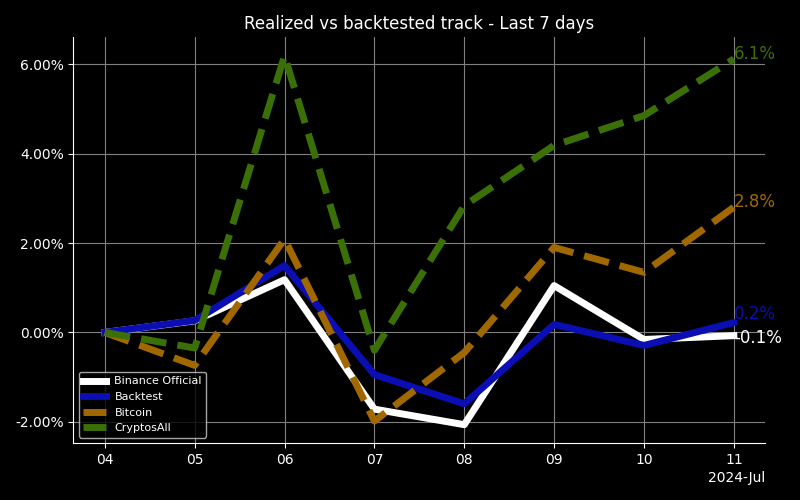 Realized vs backtested track - Last 7 days
6.00%
4.00%
2.00%
0.00%
-2.00%
6.1%
2.8%
0.2%
-0.1%
Binance Official
Backtest
Bitcoin
CryptosAll
04 05 06 07 08 09 10 11
2024-Jul